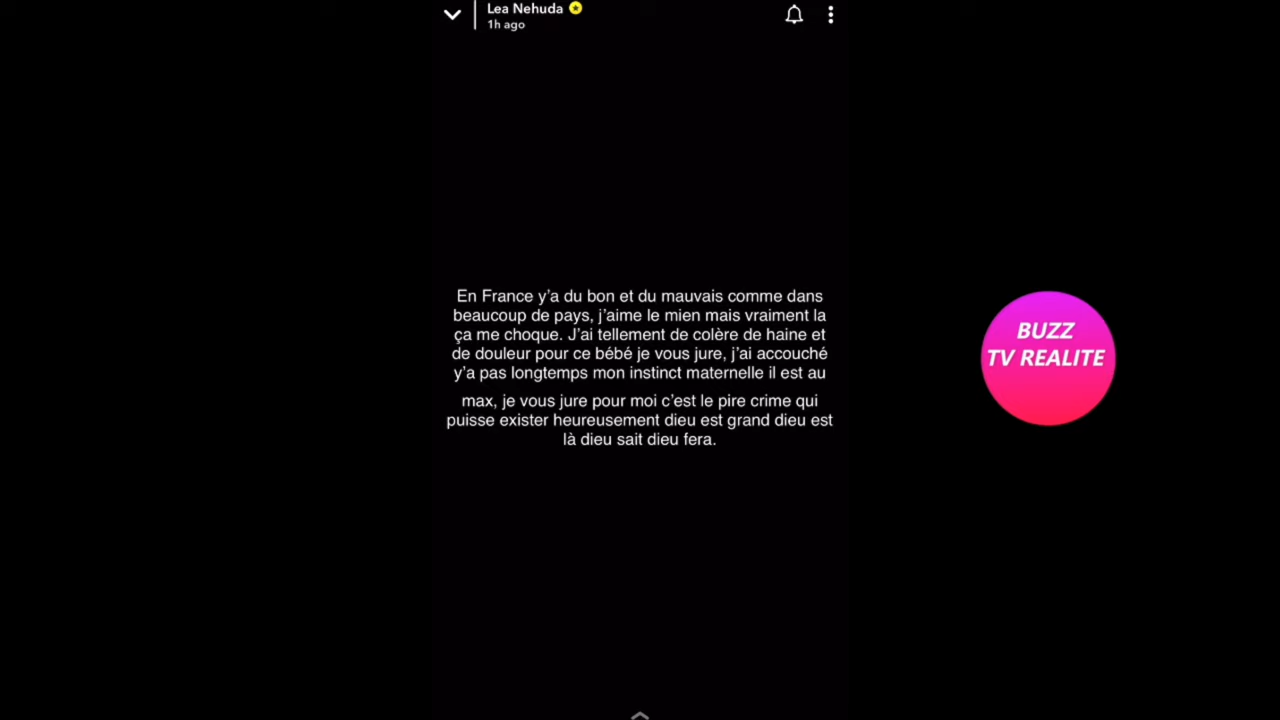 Lea Nehuda
1h ago
En France y’a du bon et du mauvais comme dans
beaucoup de pays, j’aime le mien mais vraiment la
ça me choque. J’ai tellement de colère de haine et
de douleur pour ce bébé je vous jure, j’ai accouché
y’a pas longtemps mon instinct maternelle il est au
max, je vous jure pour moi c’est le pire crime qui
puisse exister heureusement dieu est grand dieu est
là dieu sait dieu fera.
BUZZ
TV REALITE